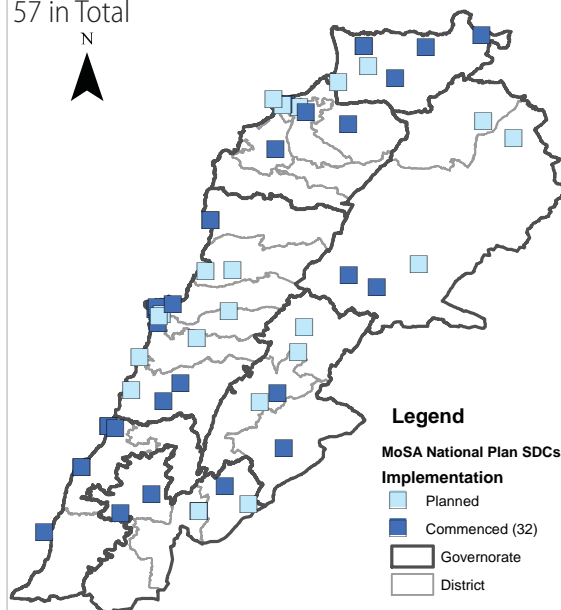 57 in Total
N
Legend
MoSA National Plan SDCs
Implementation
Planned
Commenced (32)
Governorate
District